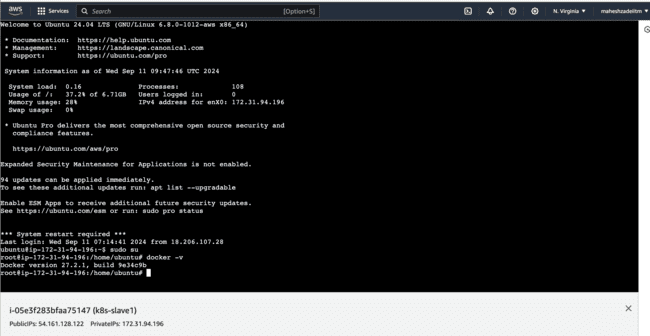 aws
Services
Search
[Option+S]
N. Virginia
maheshzadeiitm
Welcome to Ubuntu 24.04 LTS (GNU/Linux 6.8.0-1012-aws x86_64)
* Documentation: https://help.ubuntu.com
* Management: https://landscape.canonical.com
* Support: https://ubuntu.com/pro
System information as of Wed Sep 11 09:47:46 UTC 2024
System load: 0.16 Processes: 108
Usage of /: 37.2% of 6.71GB Users logged in: 0
Memory usage: 28% IPv4 address for enX0: 172.31.94.196
Swap usage: 0%
* Ubuntu Pro delivers the most comprehensive open source security and
compliance features.
https://ubuntu.com/aws/pro
Expanded Security Maintenance for Applications is not enabled.
94 updates can be applied immediately.
To see these additional updates run: apt list --upgradable
Enable ESM Apps to receive additional future security updates.
See https://ubuntu.com/esm or run: sudo pro status
*** System restart required ***
Last login: Wed Sep 11 07:14:41 2024 from 18.206.107.28
ubuntu@ip-172-31-94-196:~$ sudo su
root@ip-172-31-94-196:/home/ubuntu# docker -v
Docker version 27.2.1, build 9e34c9b
root@ip-172-31-94-196:/home/ubuntu#
i-05e3f283bfaa75147 (k8s-slave1)
PublicIPs: 54.161.128.122 PrivateIPs: 172.31.94.196